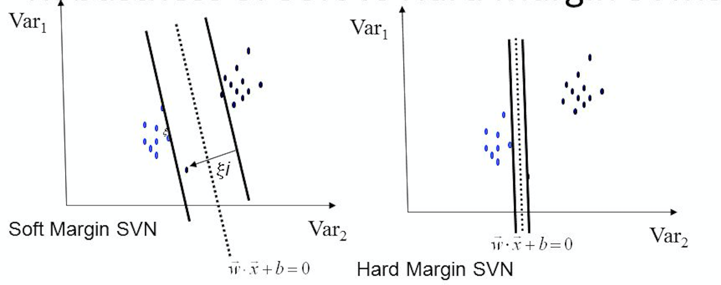 Var₁
Var₁
ξi
Soft Margin SVN
Var₂
w⃗·x⃗+b=0
w⃗·x⃗+b=0
Var₂
Hard Margin SVN